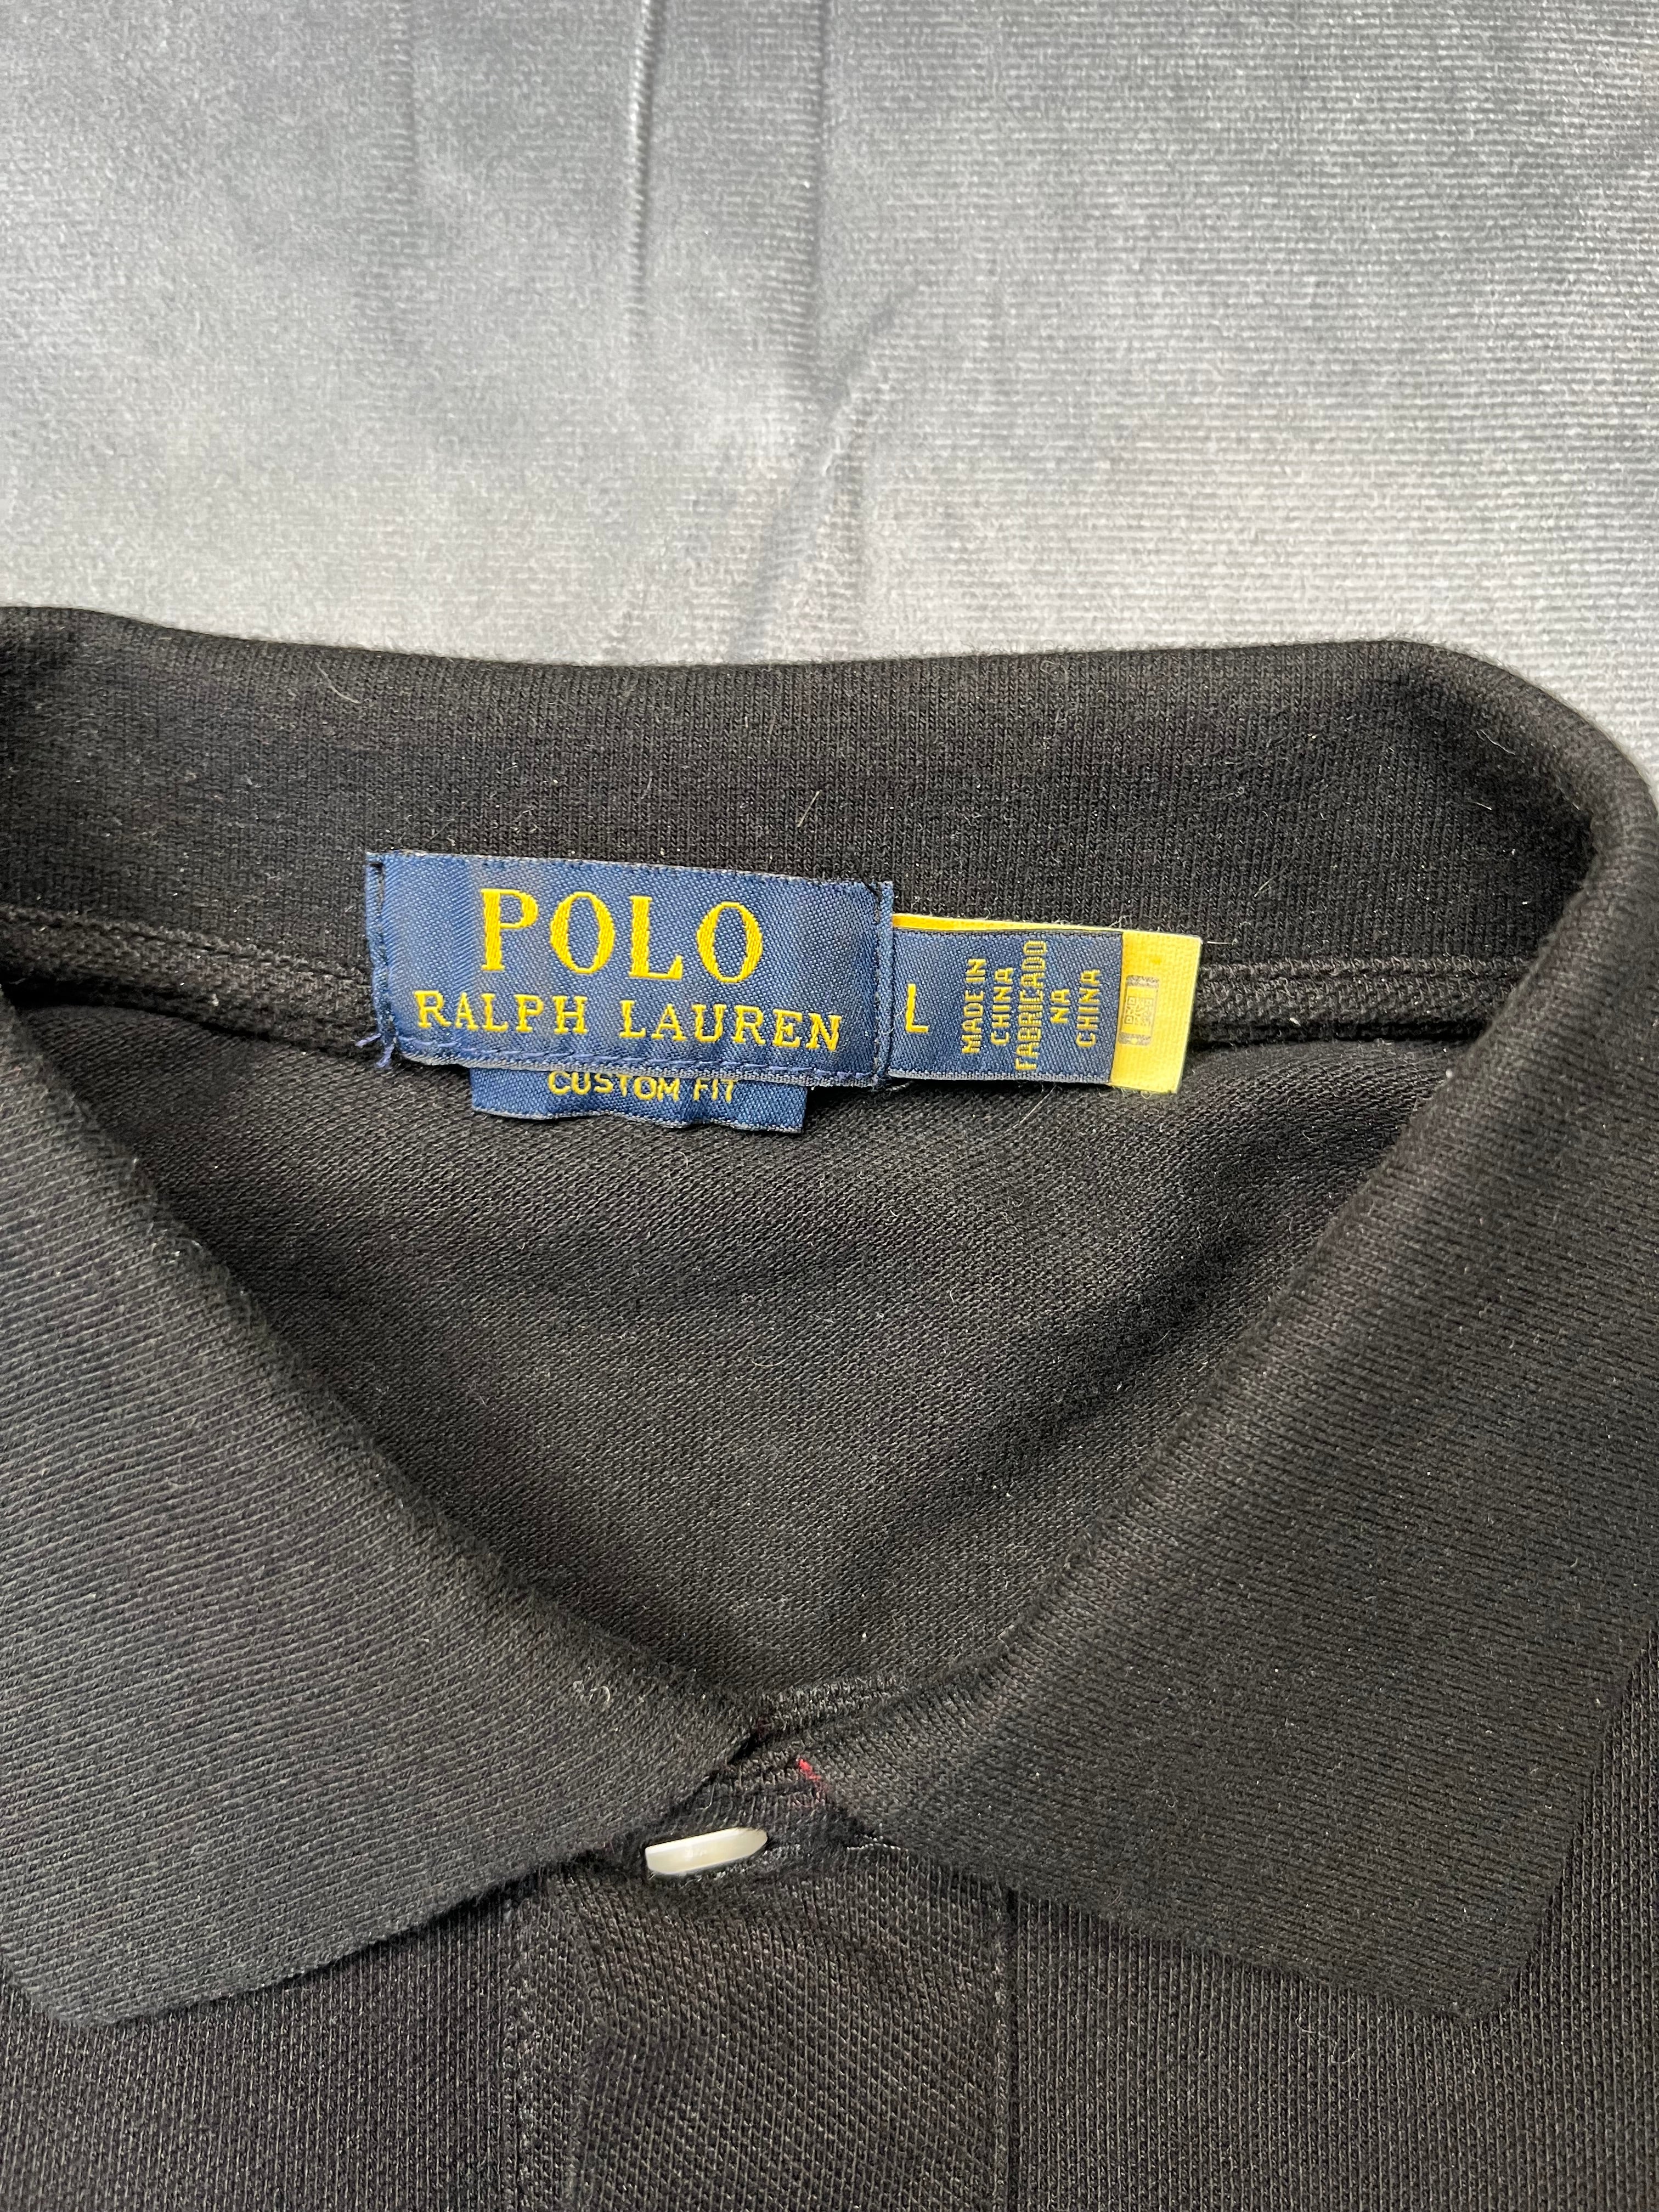 POLO
RALPH LAUREN
CUSTOM FIT
L
MADE IN
CHINA
FABRICADO
NA
CHINA